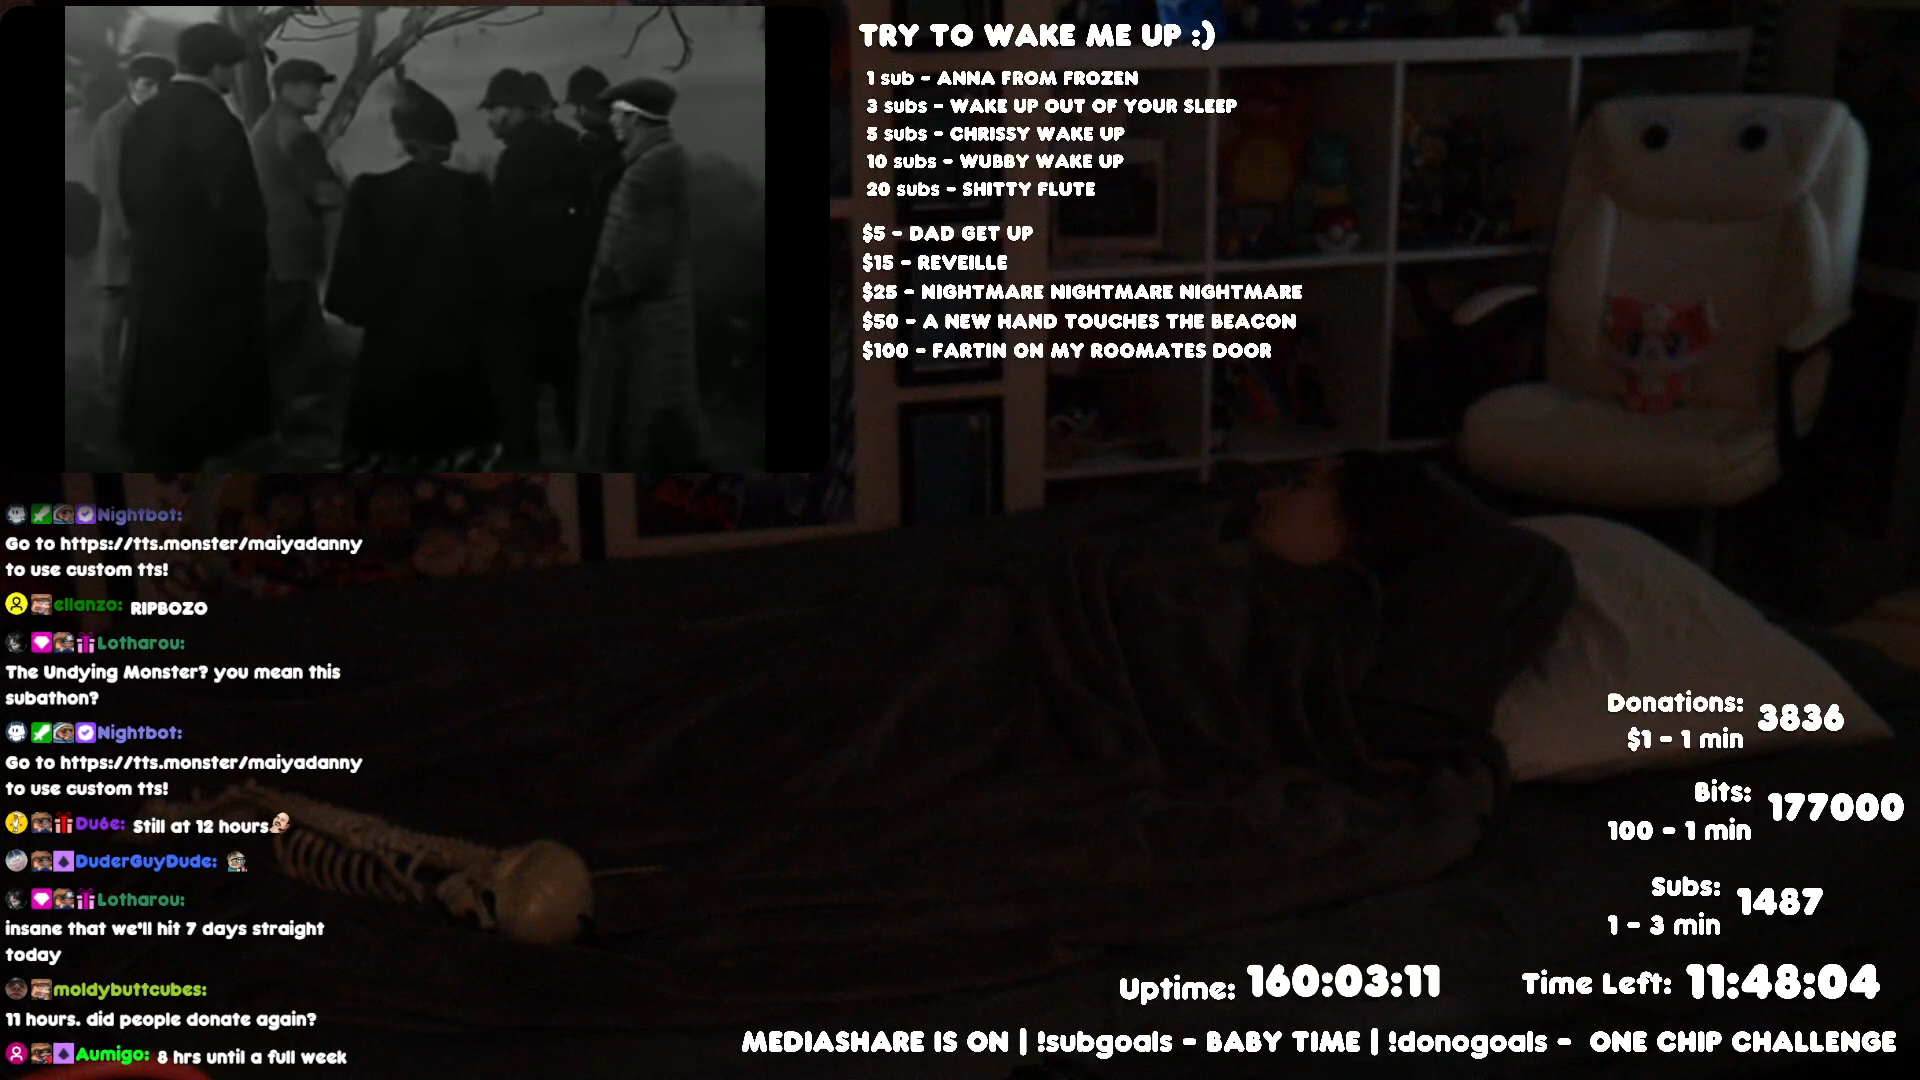 TRY TO WAKE ME UP :)
1 sub - ANNA FROM FROZEN
3 subs - WAKE UP OUT OF YOUR SLEEP
5 subs - CHRISSY WAKE UP
10 subs - WUBBY WAKE UP
20 subs - SHITTY FLUTE
$5 - DAD GET UP
$15 - REVEILLE
$25 - NIGHTMARE NIGHTMARE NIGHTMARE
$50 - A NEW HAND TOUCHES THE BEACON
$100 - FARTIN ON MY ROOMATES DOOR
Nightbot:
Go to https://tts.monster/maiyadanny
to use custom tts!
ellanzo: RIPBOZO
Lotharou:
The Undying Monster? you mean this
subathon?
Nightbot:
Go to https://tts.monster/maiyadanny
to use custom tts!
Du6e: Still at 12 hours
DuderGuyDude:
Lotharou:
insane that we'll hit 7 days straight
today
moldybuttcubes:
11 hours. did people donate again?
Aumigo: 8 hrs until a full week
Donations: 3836
$1 - 1 min
Bits: 177000
100 - 1 min
Subs: 1487
1 - 3 min
Uptime: 160:03:11 Time Left: 11:48:04
MEDIASHARE IS ON | !subgoals - BABY TIME | !donogoals - ONE CHIP CHALLENGE